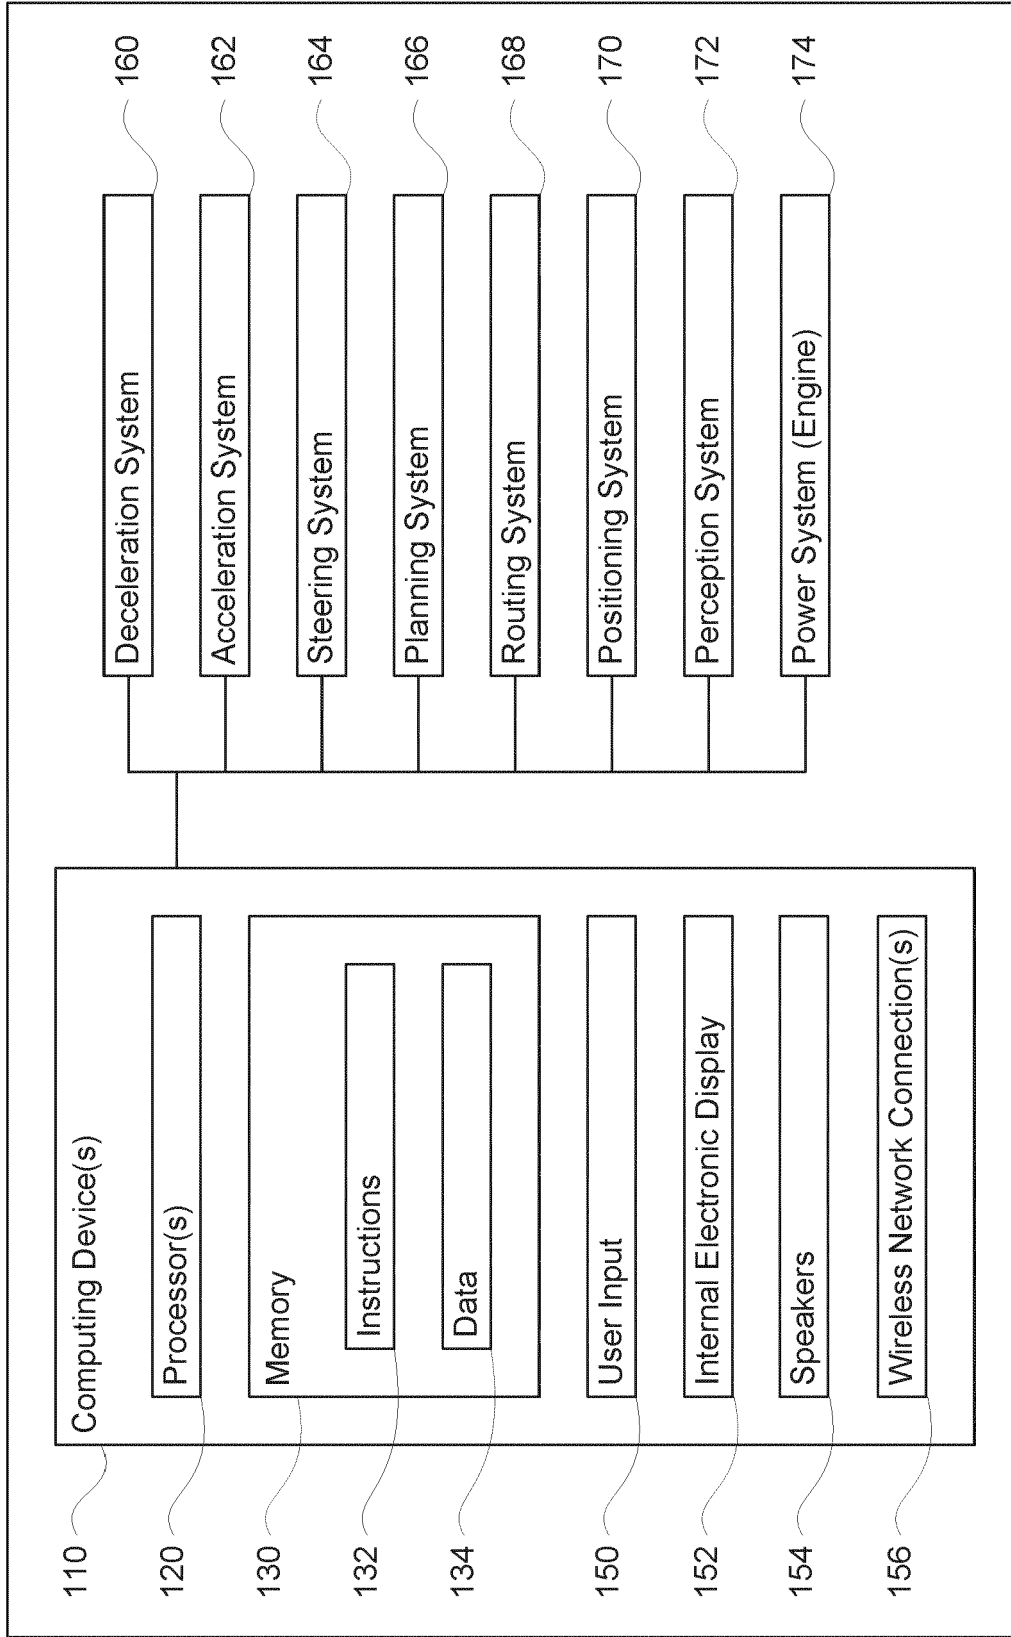 110
Computing Device(s)
120
Processor(s)
130
Memory
132
Instructions
134
Data
150
User Input
152
Internal Electronic Display
154
Speakers
156
Wireless Network Connection(s)
Deceleration System
160
Acceleration System
162
Steering System
164
Planning System
166
Routing System
168
Positioning System
170
Perception System
172
Power System (Engine)
174